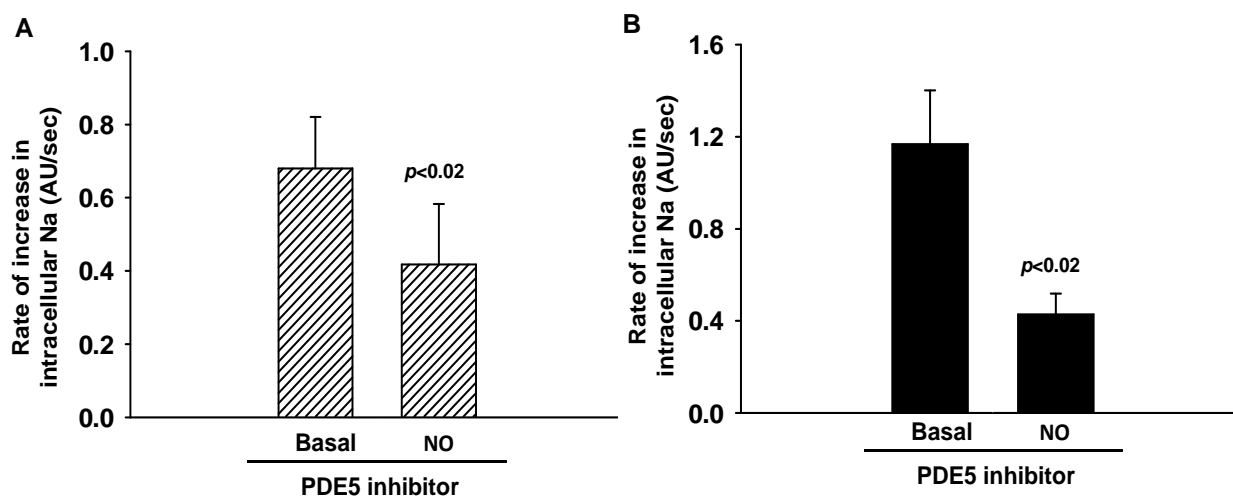 A
Rate of increase in
intracellular Na (AU/sec)
1.0
0.8
0.6
0.4
0.2
0.0
p<0.02
Basal
NO
PDE5 inhibitor
B
Rate of increase in
intracellular Na (AU/sec)
1.6
1.2
0.8
0.4
0.0
p<0.02
Basal
NO
PDE5 inhibitor